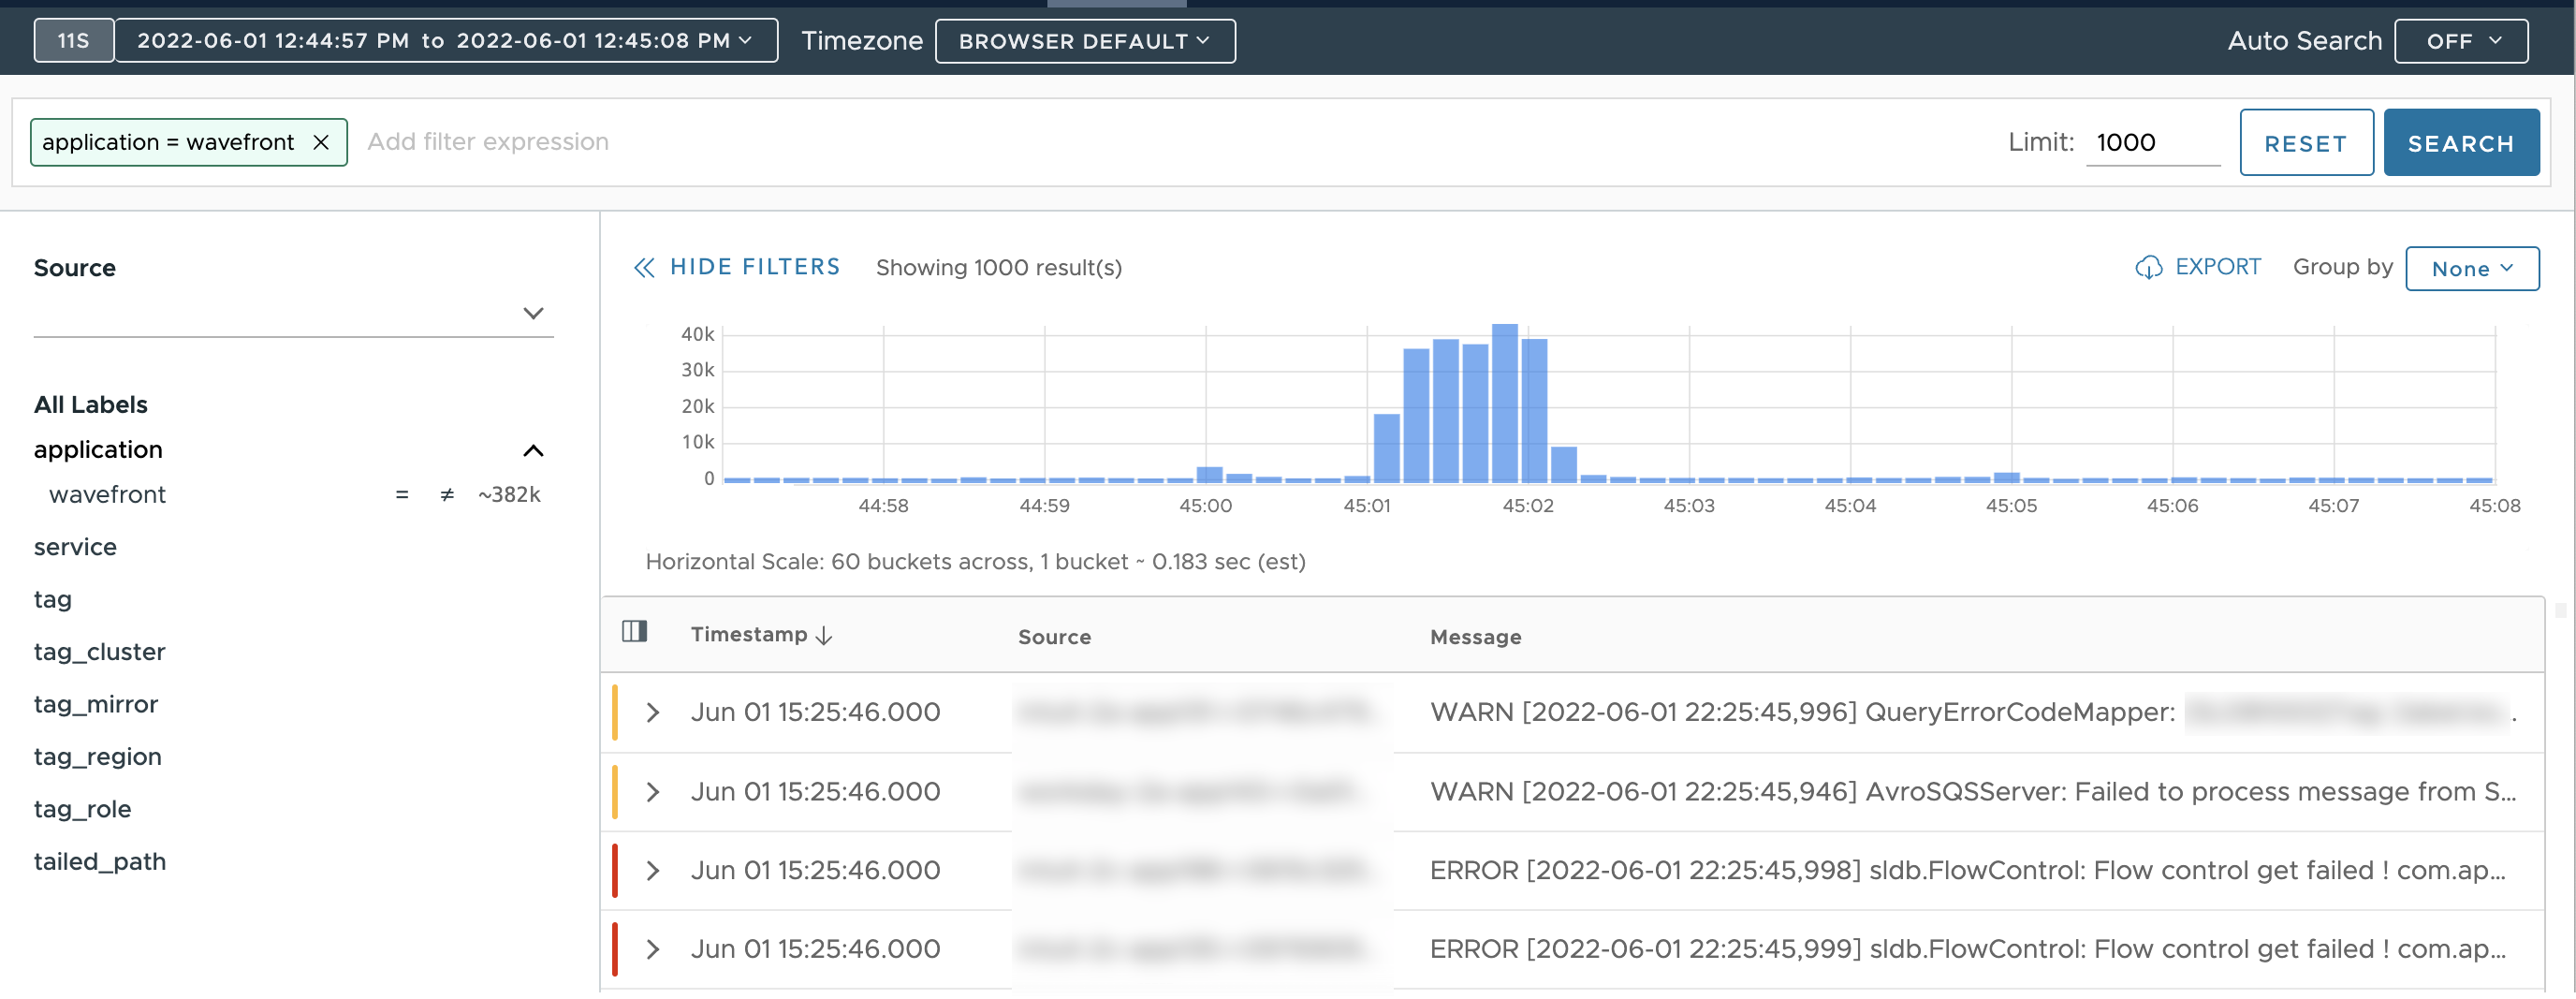 11S 2022-06-01 12:44:57 PM to 2022-06-01 12:45:08 PM Timezone BROWSER DEFAULT Auto Search OFF
application = wavefront Add filter expression Limit: 1000 RESET SEARCH
Source
All Labels
application
wavefront = ≠ ~382k
service
tag
tag_cluster
tag_mirror
tag_region
tag_role
tailed_path
HIDE FILTERS Showing 1000 result(s) EXPORT Group by None
40k
30k
20k
10k
0
44:58 44:59 45:00 45:01 45:02 45:03 45:04 45:05 45:06 45:07 45:08
Horizontal Scale: 60 buckets across, 1 bucket ~ 0.183 sec (est)
Timestamp Source Message
Jun 01 15:25:46.000 WARN [2022-06-01 22:25:45,996] QueryErrorCodeMapper:
Jun 01 15:25:46.000 WARN [2022-06-01 22:25:45,946] AvroSQSServer: Failed to process message from S...
Jun 01 15:25:46.000 ERROR [2022-06-01 22:25:45,998] sldb.FlowControl: Flow control get failed ! com.ap...
Jun 01 15:25:46.000 ERROR [2022-06-01 22:25:45,999] sldb.FlowControl: Flow control get failed ! com.ap...